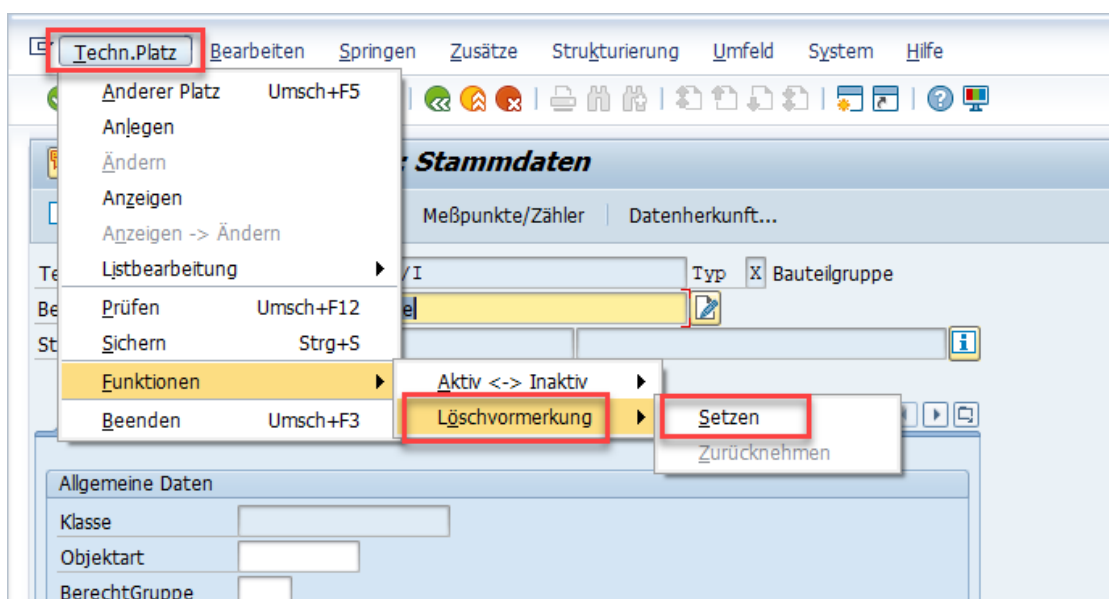 Techn.Platz Bearbeiten Springen Zusätze Strukturierung Umfeld System Hilfe
Anderer Platz Umsch+F5
Anlegen
Ändern
: Stammdaten
Anzeigen
Meßpunkte/Zähler Datenherkunft...
Anzeigen -> Ändern
Listbearbeitung
/I Typ X Bauteilgruppe
Prüfen Umsch+F12
Sichern Strg+S
Funktionen
Aktiv <-> Inaktiv
Beenden Umsch+F3
Löschvormerkung
Setzen
Zurücknehmen
Allgemeine Daten
Klasse
Objektart
BerechtGruppe